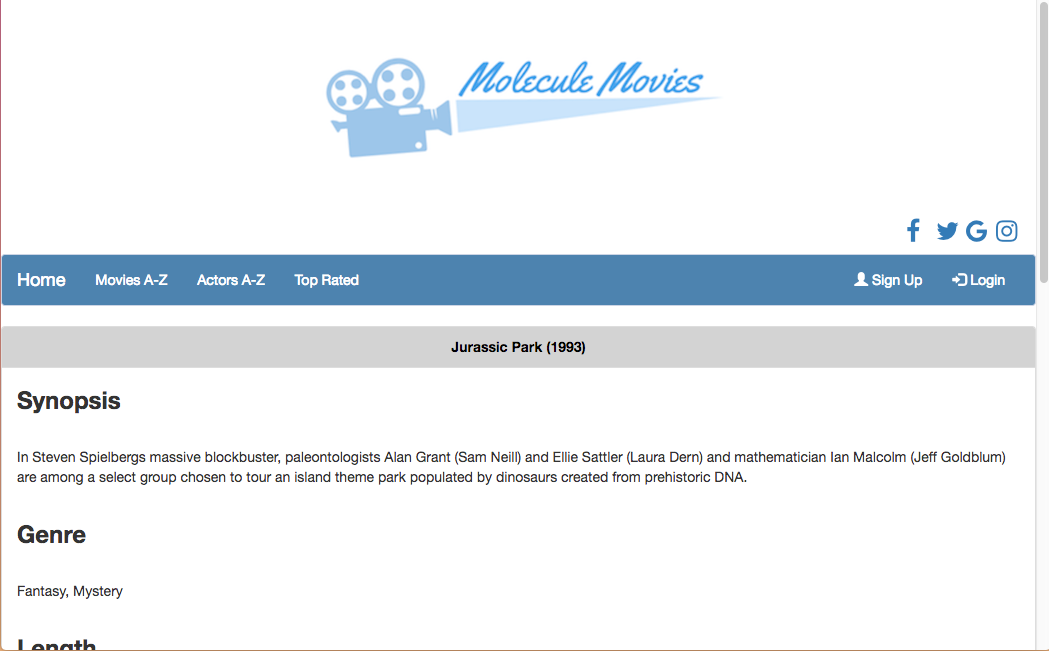 Molecule Movies
Home Movies A-Z Actors A-Z Top Rated Sign Up Login
Jurassic Park (1993)
Synopsis
In Steven Spielbergs massive blockbuster, paleontologists Alan Grant (Sam Neill) and Ellie Sattler (Laura Dern) and mathematician Ian Malcolm (Jeff Goldblum)
are among a select group chosen to tour an island theme park populated by dinosaurs created from prehistoric DNA.
Genre
Fantasy, Mystery
Length